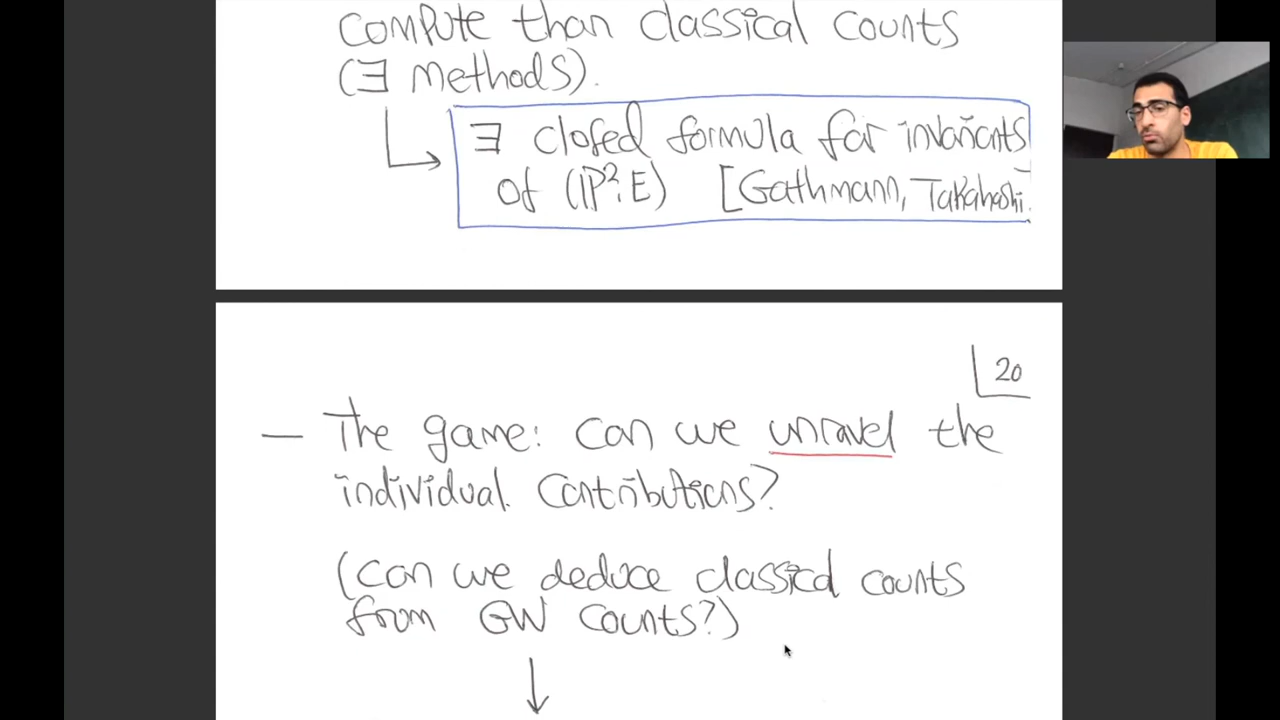 compute than classical counts
(∃ methods).
∃ closed formula for invariants
of (ℙ²,E) [Gathmann, Takahashi.
20
— The game: can we unravel the
individual contributions?
(can we deduce classical counts
from GW counts?)